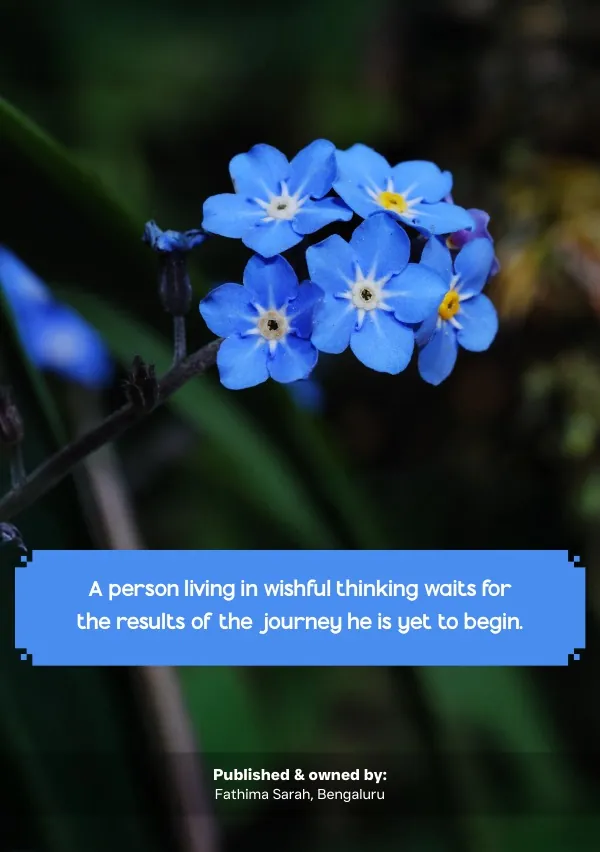 A person living in wishful thinking waits for
the results of the journey he is yet to begin.
Published & owned by:
Fathima Sarah, Bengaluru